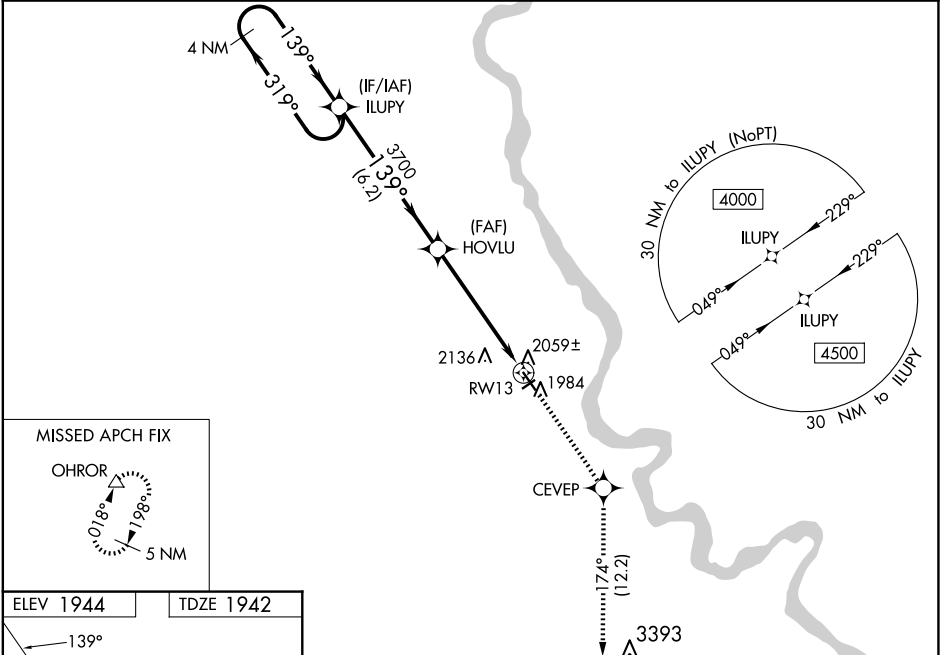 4 NM
139°
319°
(IF/IAF)
ILUPY
3700
139°
(6.2)
(FAF)
HOVLU
30 NM to ILUPY (NoPT)
4000
229°
ILUPY
049°
229°
ILUPY
049°
4500
30 NM to ILUPY
2136
2059±
RW13
1984
CEVEP
174°
(12.2)
3393
MISSED APCH FIX
OHROR
018°
198°
5 NM
ELEV 1944
TDZE 1942
139°